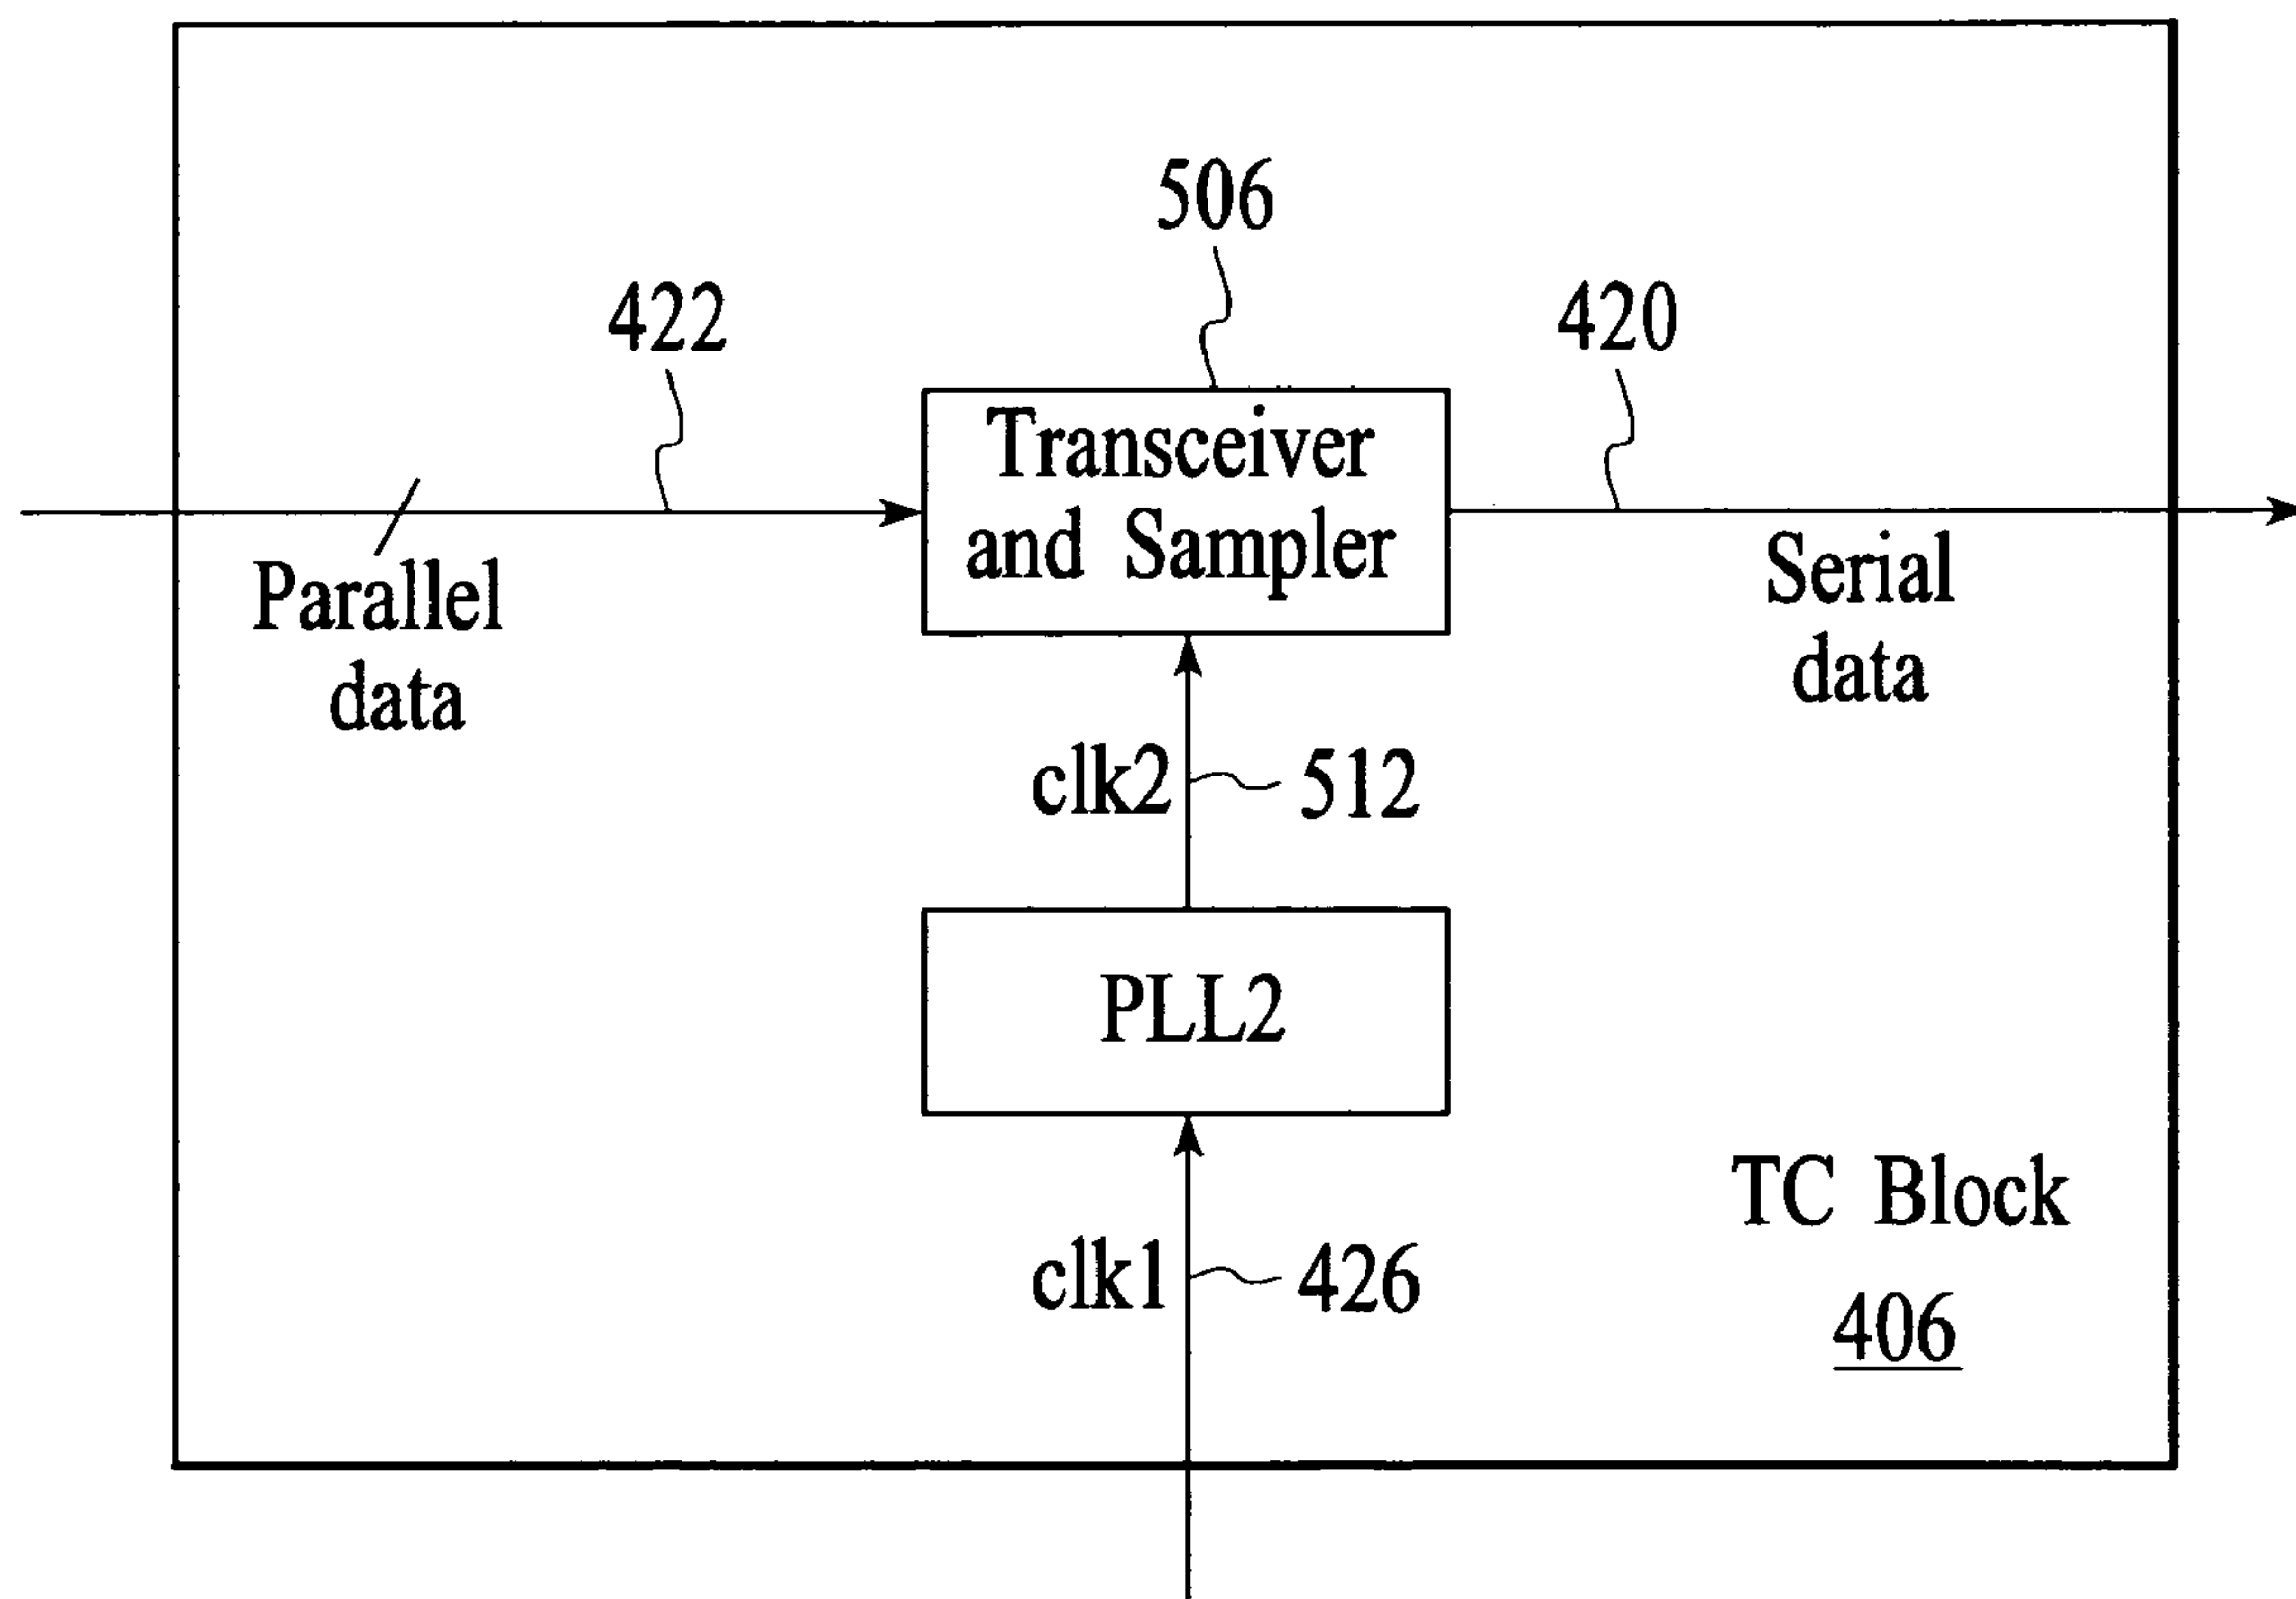 506
422
420
Transceiver
and Sampler
Parallel
data
Serial
data
clk2
512
PLL2
clk1
426
TC Block
406